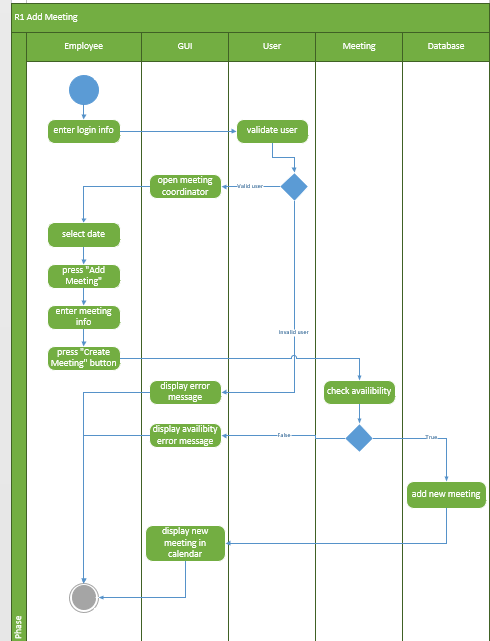 R1 Add Meeting
Employee
GUI
User
Meeting
Database
enter login info
validate user
open meeting
coordinator
Valid user
select date
press "Add
Meeting"
enter meeting
info
Invalid user
press "Create
Meeting" button
display error
message
check availibility
display availibity
error message
False
True
add new meeting
display new
meeting in
calendar
Phase